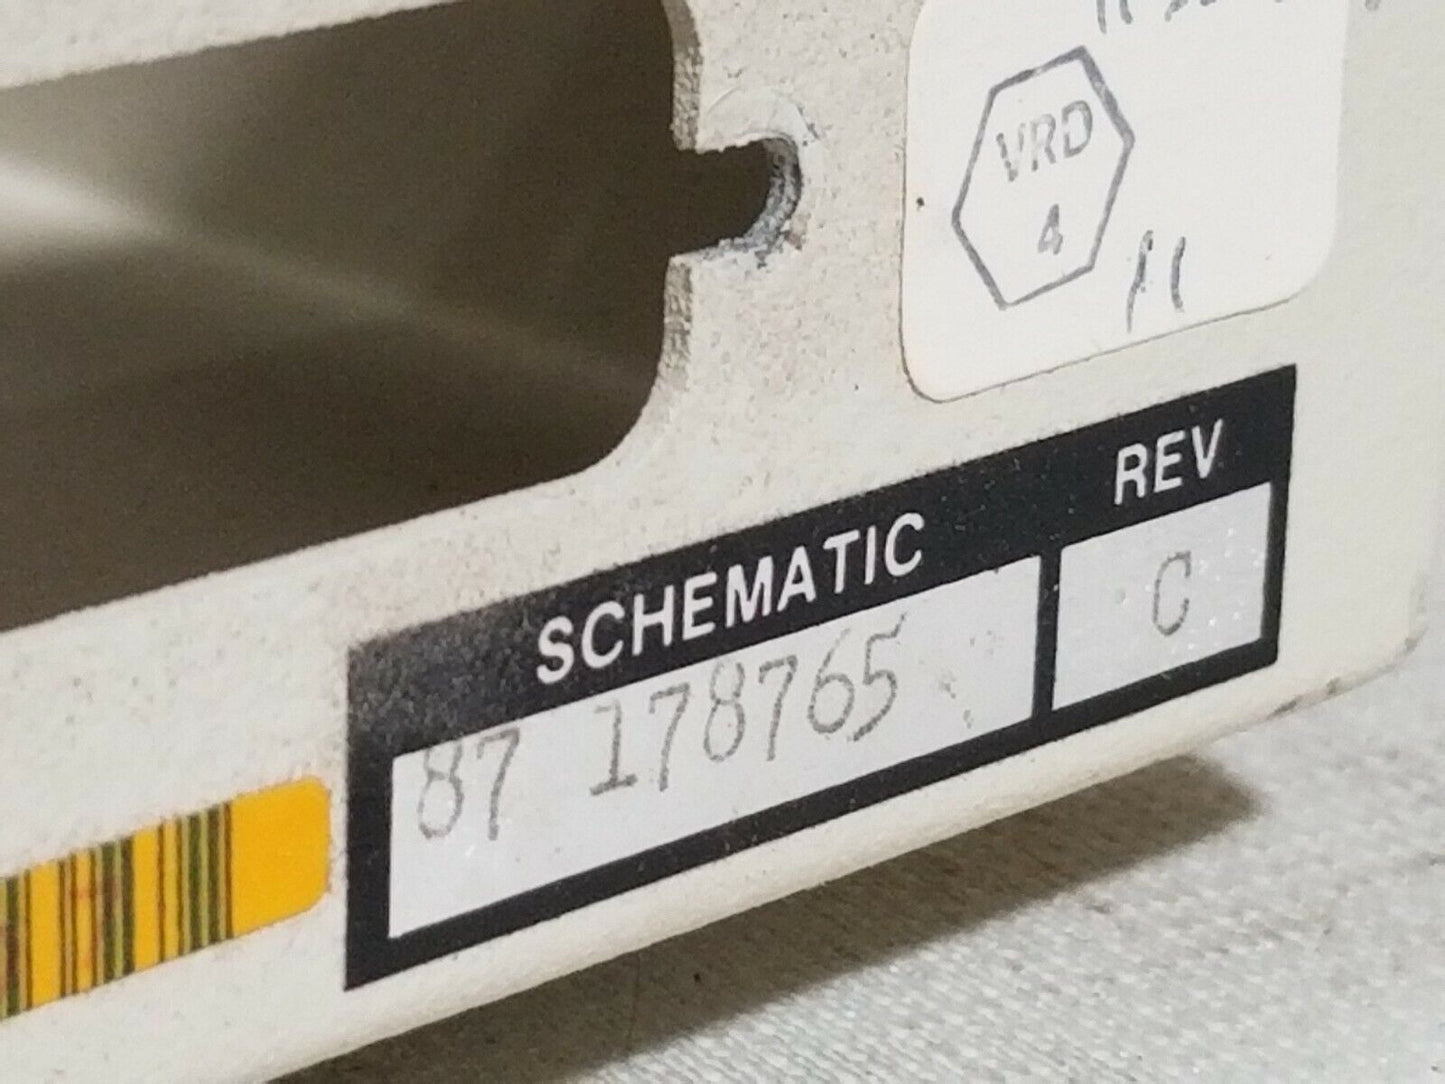 VRD
4
SCHEMATIC REV
87 178765 C